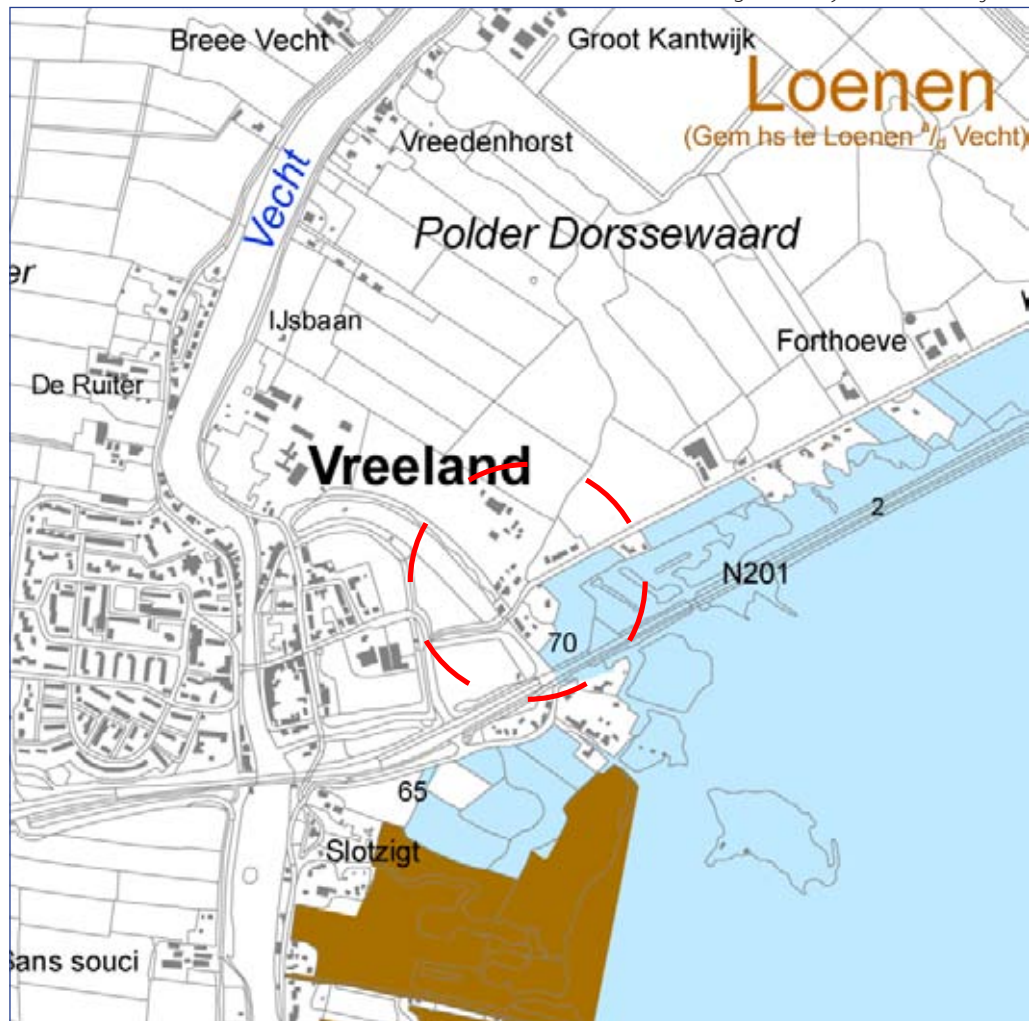 Breee Vecht
Groot Kantwijk
Loenen
(Gem hs te Loenen a/d Vecht)
Vreedenhorst
Vecht
Polder Dorssewaard
er
IJsbaan
Forthoeve
De Ruiter
Vreeland
2
N201
70
65
Slotzigt
Sans souci